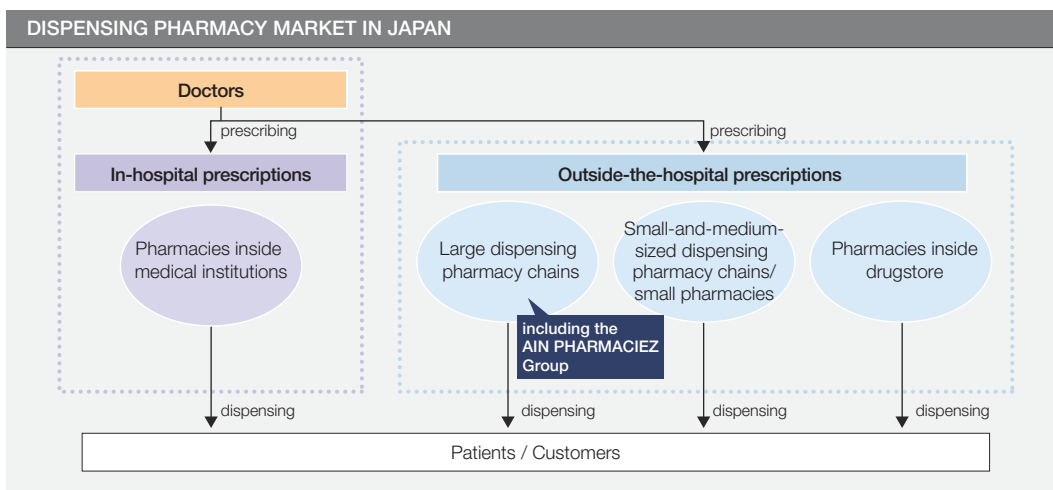 DISPENSING PHARMACY MARKET IN JAPAN
Doctors
prescribing
prescribing
In-hospital prescriptions
Outside-the-hospital prescriptions
Pharmacies inside
medical institutions
Large dispensing
pharmacy chains
Small-and-medium-
sized dispensing
pharmacy chains/
small pharmacies
Pharmacies inside
drugstore
including the
AIN PHARMACIEZ
Group
dispensing
dispensing
dispensing
dispensing
Patients / Customers